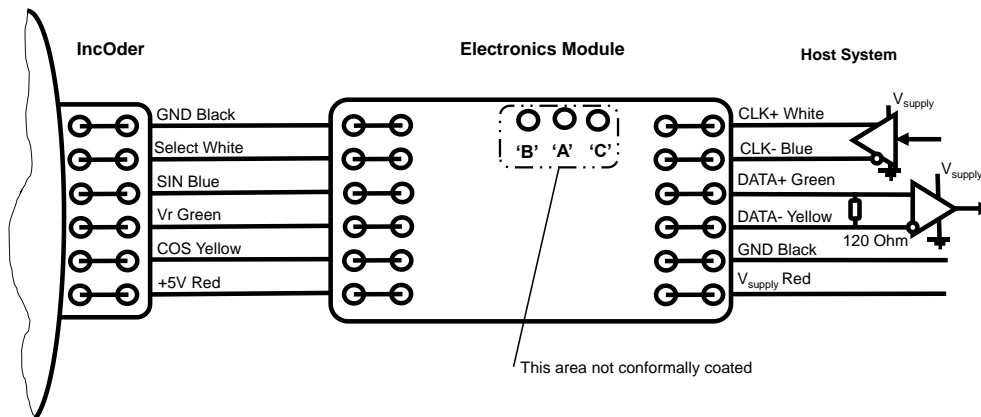 IncOder
Electronics Module
Host System
GND Black
Select White
SIN Blue
Vr Green
COS Yellow
+5V Red
‘B’ ‘A’ ‘C’
CLK+ White
CLK- Blue
DATA+ Green
DATA- Yellow
GND Black
Vsupply Red
Vsupply
Vsupply
120 Ohm
This area not conformally coated